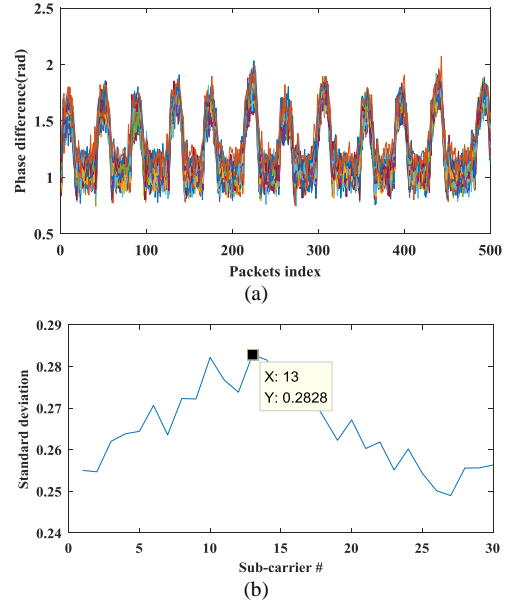 2.5
2
1.5
1
0.5
Phase difference(rad)
0 100 200 300 400 500
Packets index
(a)
0.29
0.28
0.27
0.26
0.25
0.24
Standard deviation
X: 13
Y: 0.2828
0 5 10 15 20 25 30
Sub-carrier #
(b)